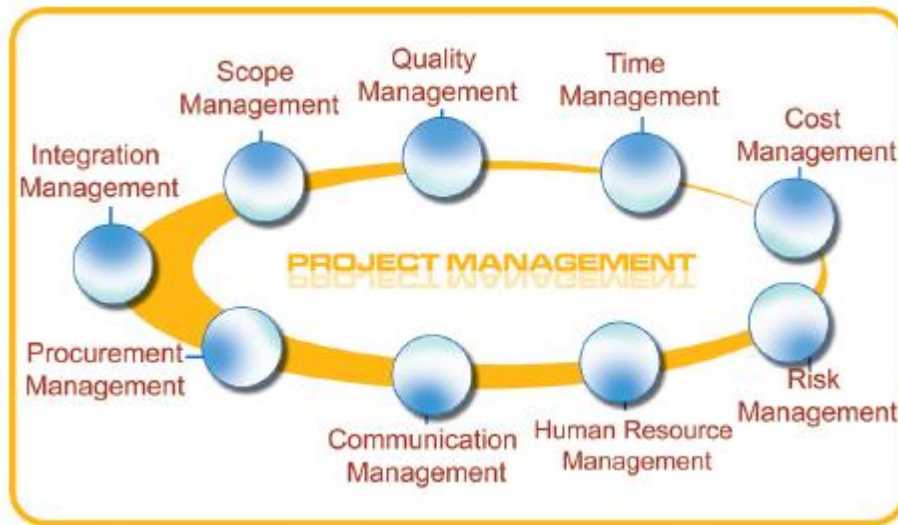 Scope
Management
Quality
Management
Time
Management
Cost
Management
Integration
Management
PROJECT MANAGEMENT
Procurement
Management
Communication
Management
Human Resource
Management
Risk
Management